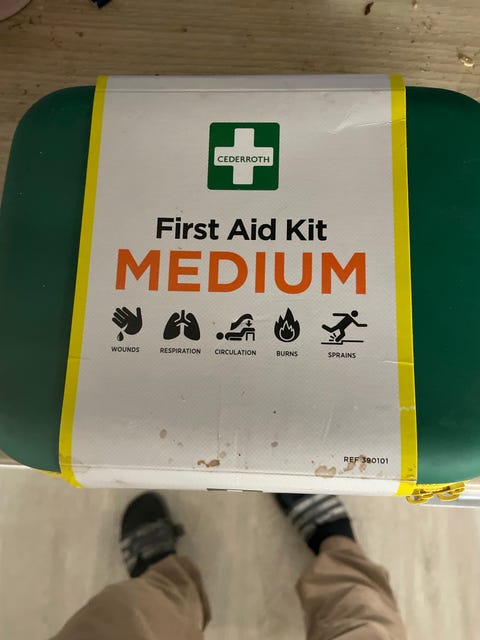 CEDERROTH
First Aid Kit
MEDIUM
WOUNDS RESPIRATION CIRCULATION BURNS SPRAINS
REF 390101